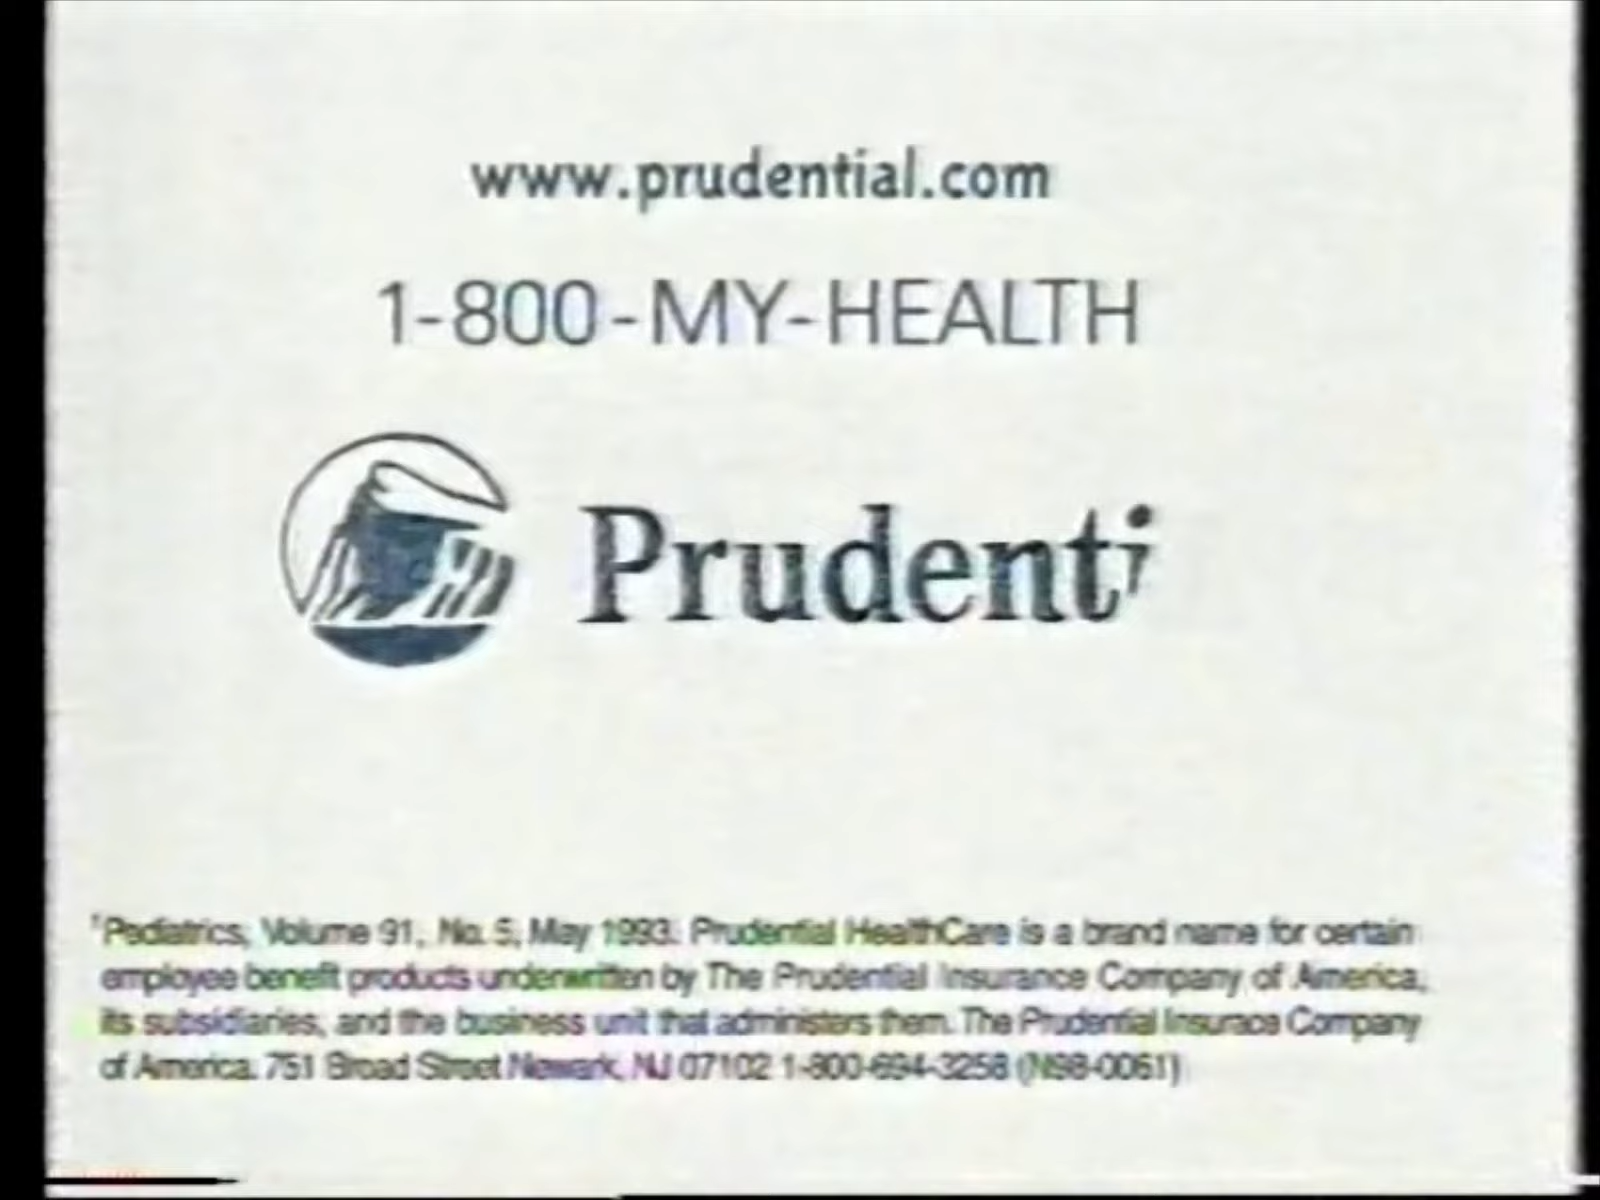 www.prudential.com
1-800-MY-HEALTH
Prudenti
¹Pediatrics, Volume 91, No. 5, May 1993. Prudential HealthCare is a brand name for certain
employee benefit products underwritten by The Prudential Insurance Company of America,
its subsidiaries, and the business unit that administers them. The Prudential Insurace Company
of America. 751 Broad Street Newark, NJ 07102 1-800-694-3258 (N98-0061)